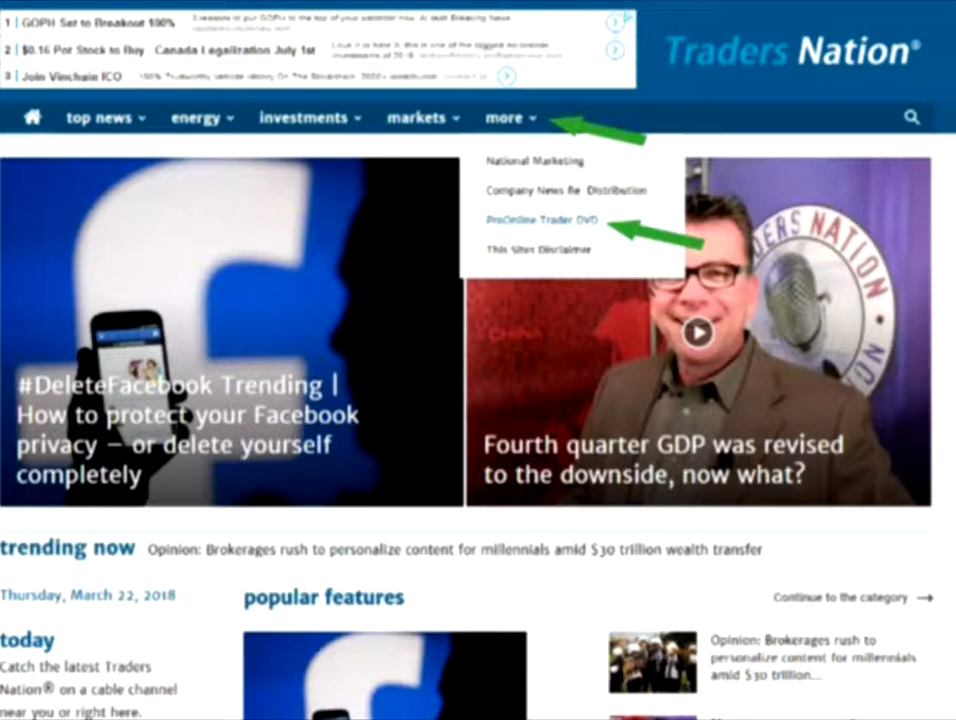 1 | GOPH Set to Breakout 100%
2 | $0.16 Pot Stock to Buy Canada Legalization July 1st
3 | Join Vinchain ICO
Traders Nation®
top news energy investments markets more
National Marketing
Company News Re Distribution
ProOnline Trader DVD
This Sites Disclaimer
DERS NATION
#DeleteFacebook Trending |
How to protect your Facebook
privacy – or delete yourself
completely
Fourth quarter GDP was revised
to the downside, now what?
trending now Opinion: Brokerages rush to personalize content for millennials amid $30 trillion wealth transfer
Thursday, March 22, 2018
popular features
Continue to the category →
today
Catch the latest Traders
Nation® on a cable channel
near you or right here.
Opinion: Brokerages rush to
personalize content for millennials
amid $30 trillion...